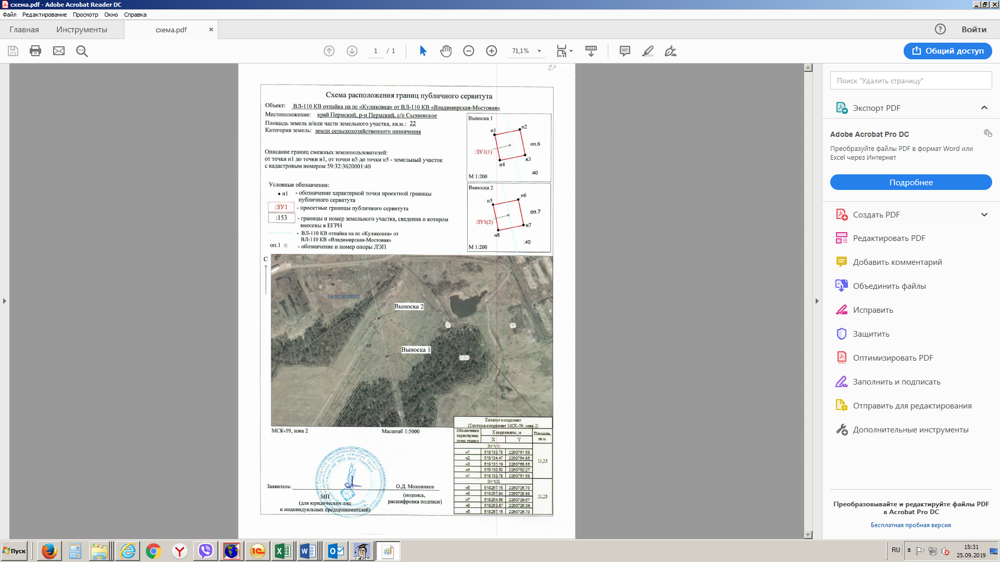 схема.pdf - Adobe Acrobat Reader DC
Файл Редактирование Просмотр Окно Справка
Главная Инструменты схема.pdf Войти
1 / 1 71,1% Общий доступ
Схема расположения границ публичного сервитута
Объект: ВЛ-110 КВ отпайка на пс «Куликовка» от ВЛ-110 КВ «Владимирская-Мостовая»
Местоположение: край Пермский, р-н Пермский, с/п Сылвенское
Площадь земель и/или части земельного участка, кв.м.: 22
Категория земель: земли сельскохозяйственного назначения
Описание границ смежных землепользователей:
от точки н1 до точки н1, от точки н5 до точки н5 - земельный участок
с кадастровым номером 59:32:3620001:40
Условные обозначения:
н1 - обозначение характерной точки проектной границы
публичного сервитута
:ЗУ1 - проектные границы публичного сервитута
:153 - границы и номер земельного участка, сведения о котором
внесены в ЕГРН
- ВЛ-110 КВ отпайка на пс «Куликовка» от
ВЛ-110 КВ «Владимирская-Мостовая»
оп.1 - обозначение и номер опоры ЛЭП
Выноска 1
н1 н2
оп.6
:ЗУ1(1)
н4 н3
:40
М 1:200
Выноска 2
н5 н6
оп.7
:ЗУ1(2)
н8 н7
:40
М 1:200
С
59:32:3620002
Выноска 2
:40
Выноска 1
9209
МСК-59, зона 2 Масштаб 1:5000
Каталог координат
(Система координат МСК-59, зона 2)
Обозначение характерных точек границ Координаты, м Площадь, кв.м.
X Y
:ЗУ1(1)
н1 518133.78 2260751.58
н2 518134.47 2260754.86
н3 518131.19 2260755.55
н4 518130.50 2260752.27
н1 518133.78 2260751.58
11,23
:ЗУ1(2)
н5 518257.15 2260725.70
н6 518257.84 2260728.98
н7 518254.56 2260729.67
н8 518253.87 2260726.39
н5 518257.15 2260725.70
11,23
Заявитель: О.Д. Моховиков
МП (подпись,
(для юридических лиц расшифровка подписи)
и индивидуальных предпринимателей)
Поиск "Удалить страницу"
Экспорт PDF
Adobe Acrobat Pro DC
Преобразуйте файлы PDF в формат Word или
Excel через Интернет
Подробнее
Создать PDF
Редактировать PDF
Добавить комментарий
Объединить файлы
Исправить
Защитить
Оптимизировать PDF
Заполнить и подписать
Отправить для редактирования
Дополнительные инструменты
Преобразовывайте и редактируйте файлы PDF
в Acrobat Pro DC
Бесплатная пробная версия
Пуск RU 15:31
25.09.2019